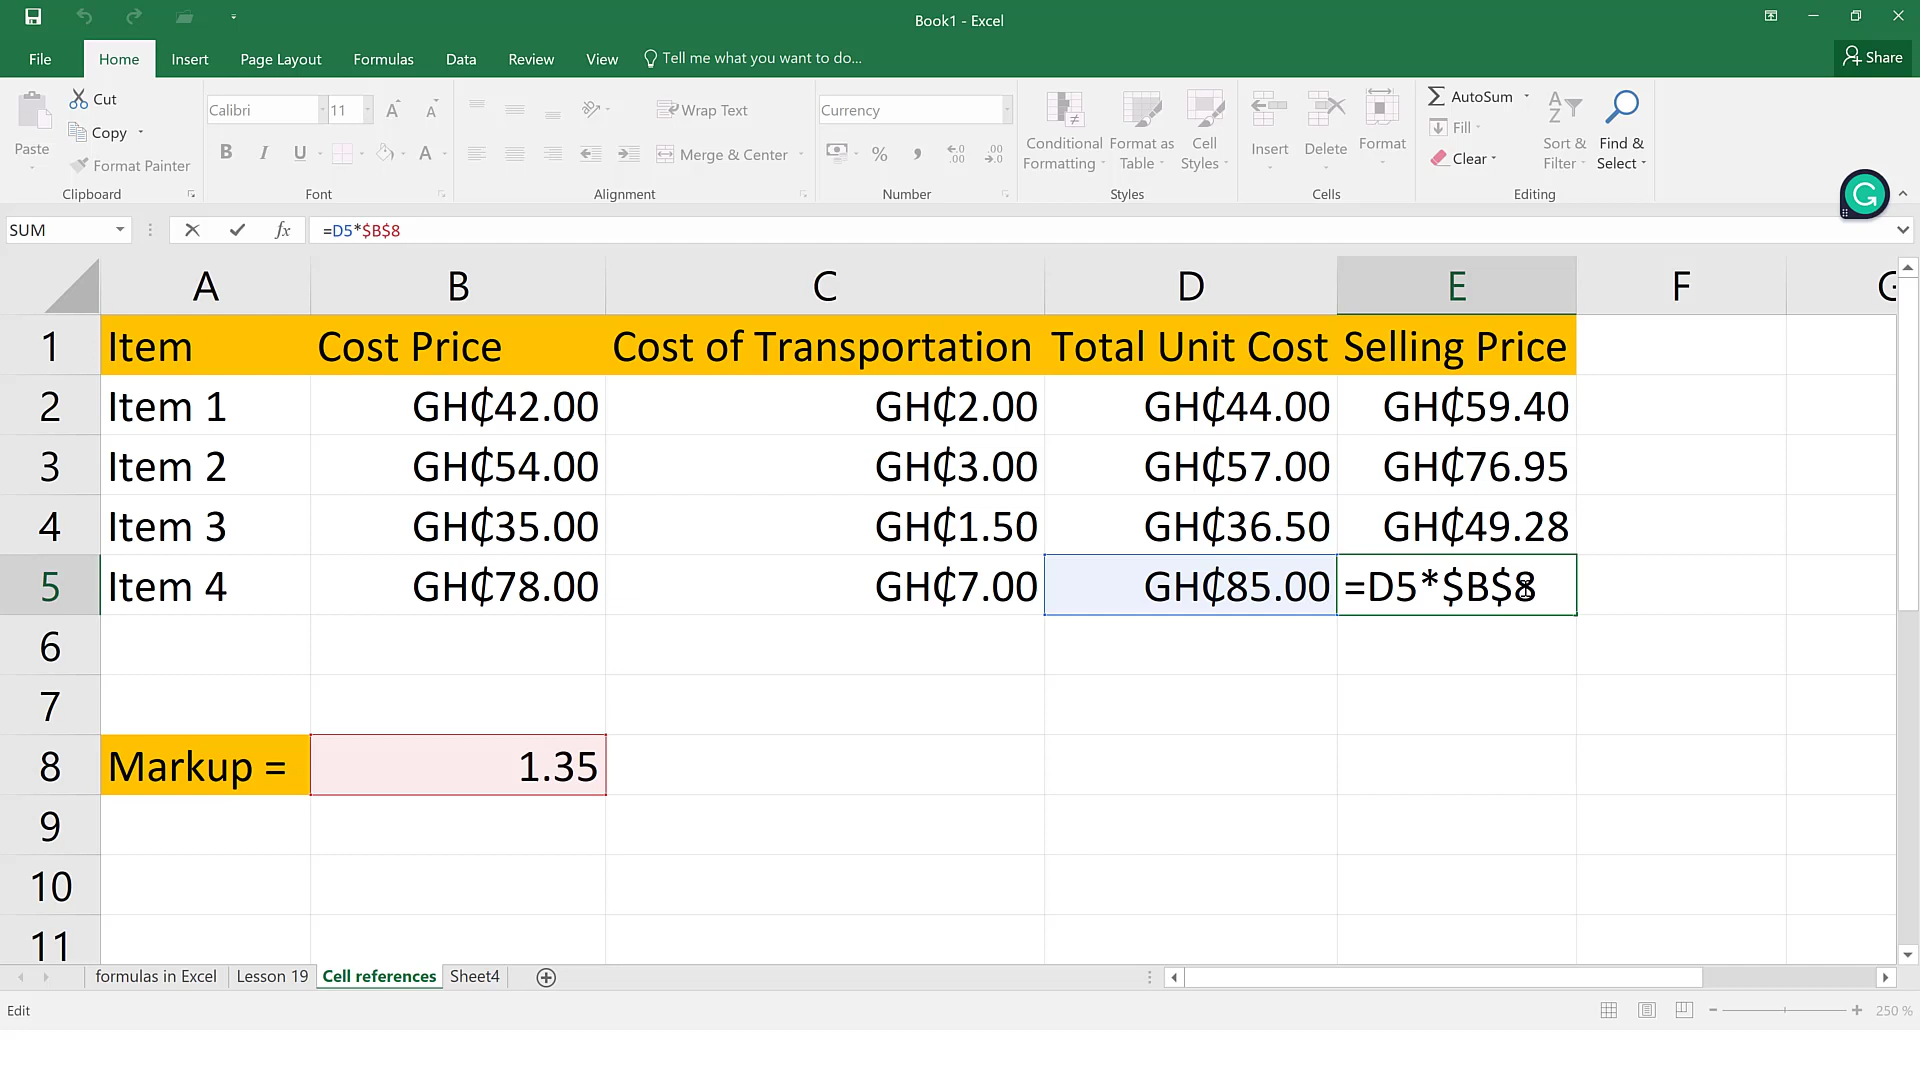 Book1 - Excel
File Home Insert Page Layout Formulas Data Review View Tell me what you want to do... Share
Paste
Cut
Copy
Format Painter
Clipboard
Calibri 11 A A
B I U A
Font
Wrap Text
Merge & Center
Alignment
Currency
% , .00 .0
Number
Conditional Formatting
Format as Table
Cell Styles
Styles
Insert Delete Format
Cells
AutoSum
Fill
Clear
Sort & Filter
Find & Select
Editing
G
SUM fx =D5*$B$8
A B C D E F G
1 Item Cost Price Cost of Transportation Total Unit Cost Selling Price
2 Item 1 GH₵42.00 GH₵2.00 GH₵44.00 GH₵59.40
3 Item 2 GH₵54.00 GH₵3.00 GH₵57.00 GH₵76.95
4 Item 3 GH₵35.00 GH₵1.50 GH₵36.50 GH₵49.28
5 Item 4 GH₵78.00 GH₵7.00 GH₵85.00 =D5*$B$8
6
7
8 Markup = 1.35
9
10
11
formulas in Excel Lesson 19 Cell references Sheet4
Edit 250 %